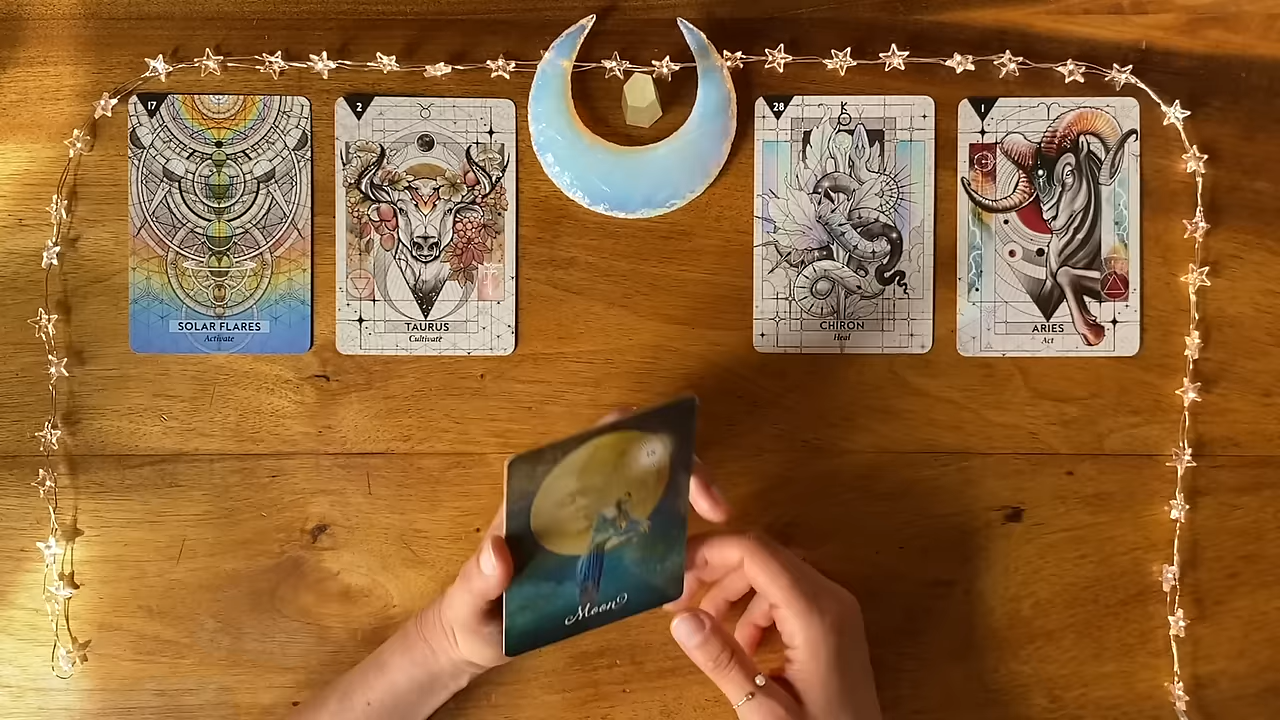 17
SOLAR FLARES
Activate
2
TAURUS
Cultivate
28
CHIRON
Heal
1
ARIES
Act
Moon